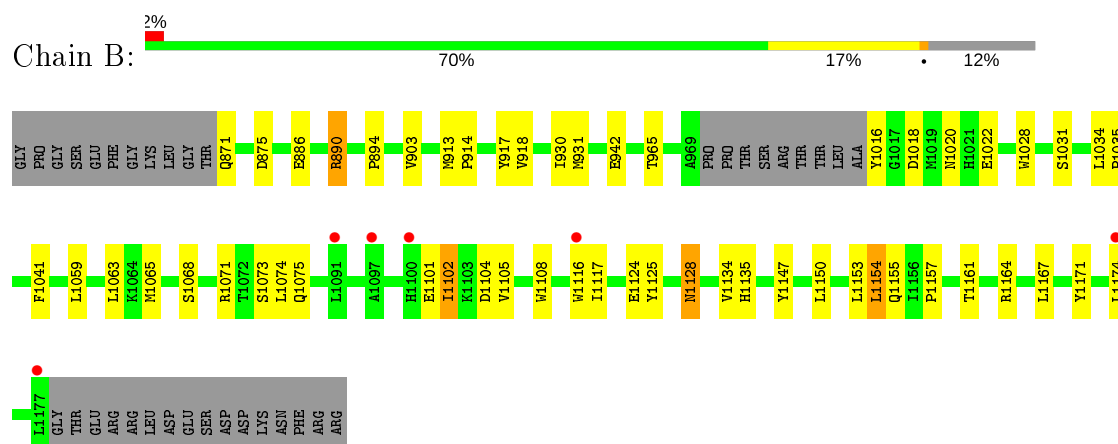 2%
Chain B:
70% 17% • 12%
GLY PRO GLY SER GLU PHE GLY LYS LEU GLY THR Q871 D875 E886 R890 P894 V903 M913 P914 Y917 V918 I930 M931 E942 T965 A969 PRO PRO THR SER ARG THR THR LEU ALA Y1016 G1017 D1018 M1019 N1020 H1021 E1022 W1028 S1031 L1034 P1035
F1041 L1059 L1063 K1064 M1065 S1068 R1071 T1072 S1073 L1074 Q1075 L1091 A1097 H1100 E1101 I1102 K1103 D1104 V1105 W1108 W1116 I1117 E1124 Y1125 N1128 V1134 H1135 Y1147 L1150 L1153 L1154 Q1155 I1156 P1157 T1161 R1164 L1167 Y1171 L1174
L1177 GLY THR GLU ARG ARG LEU ASP GLU SER ASP ASP LYS ASN PHE ARG ARG